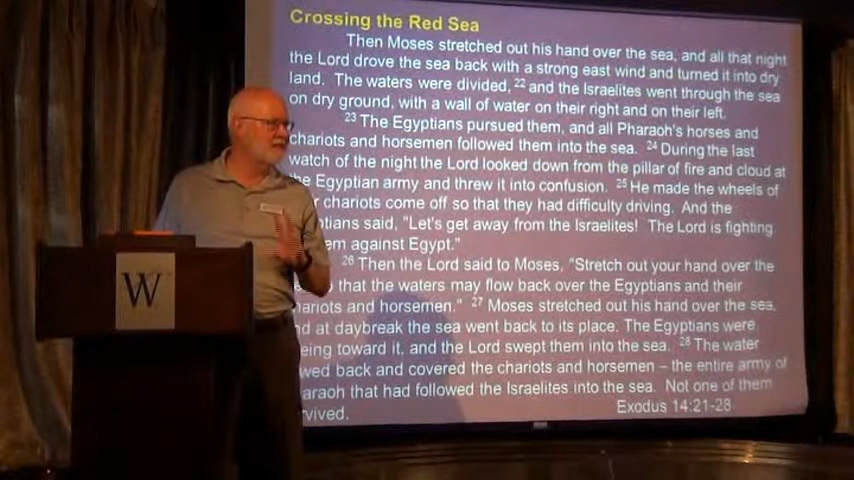 Crossing the Red Sea
Then Moses stretched out his hand over the sea, and all that night
the Lord drove the sea back with a strong east wind and turned it into dry
land. The waters were divided, 22 and the Israelites went through the sea
on dry ground, with a wall of water on their right and on their left.
23 The Egyptians pursued them, and all Pharaoh's horses and
chariots and horsemen followed them into the sea. 24 During the last
watch of the night the Lord looked down from the pillar of fire and cloud at
the Egyptian army and threw it into confusion. 25 He made the wheels of
r chariots come off so that they had difficulty driving. And the
ptians said, "Let's get away from the Israelites! The Lord is fighting
em against Egypt."
26 Then the Lord said to Moses, "Stretch out your hand over the
o that the waters may flow back over the Egyptians and their
hariots and horsemen." 27 Moses stretched out his hand over the sea,
nd at daybreak the sea went back to its place. The Egyptians were
eing toward it, and the Lord swept them into the sea. 28 The water
wed back and covered the chariots and horsemen – the entire army of
araoh that had followed the Israelites into the sea. Not one of them
rvived. Exodus 14:21-28
W